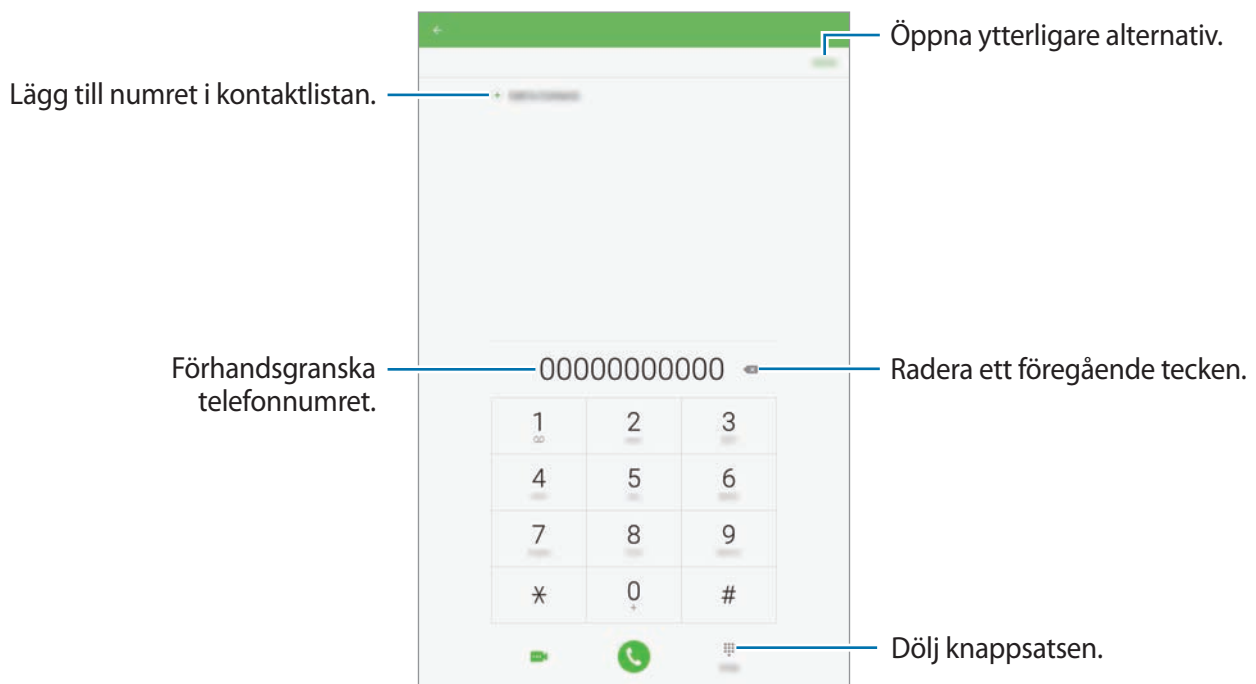 Öppna ytterligare alternativ.
Lägg till numret i kontaktlistan.
Förhandsgranska
telefonnumret.
00000000000
Radera ett föregående tecken.
1 2 3
4 5 6
7 8 9
* 0 #
+
Dölj knappsatsen.